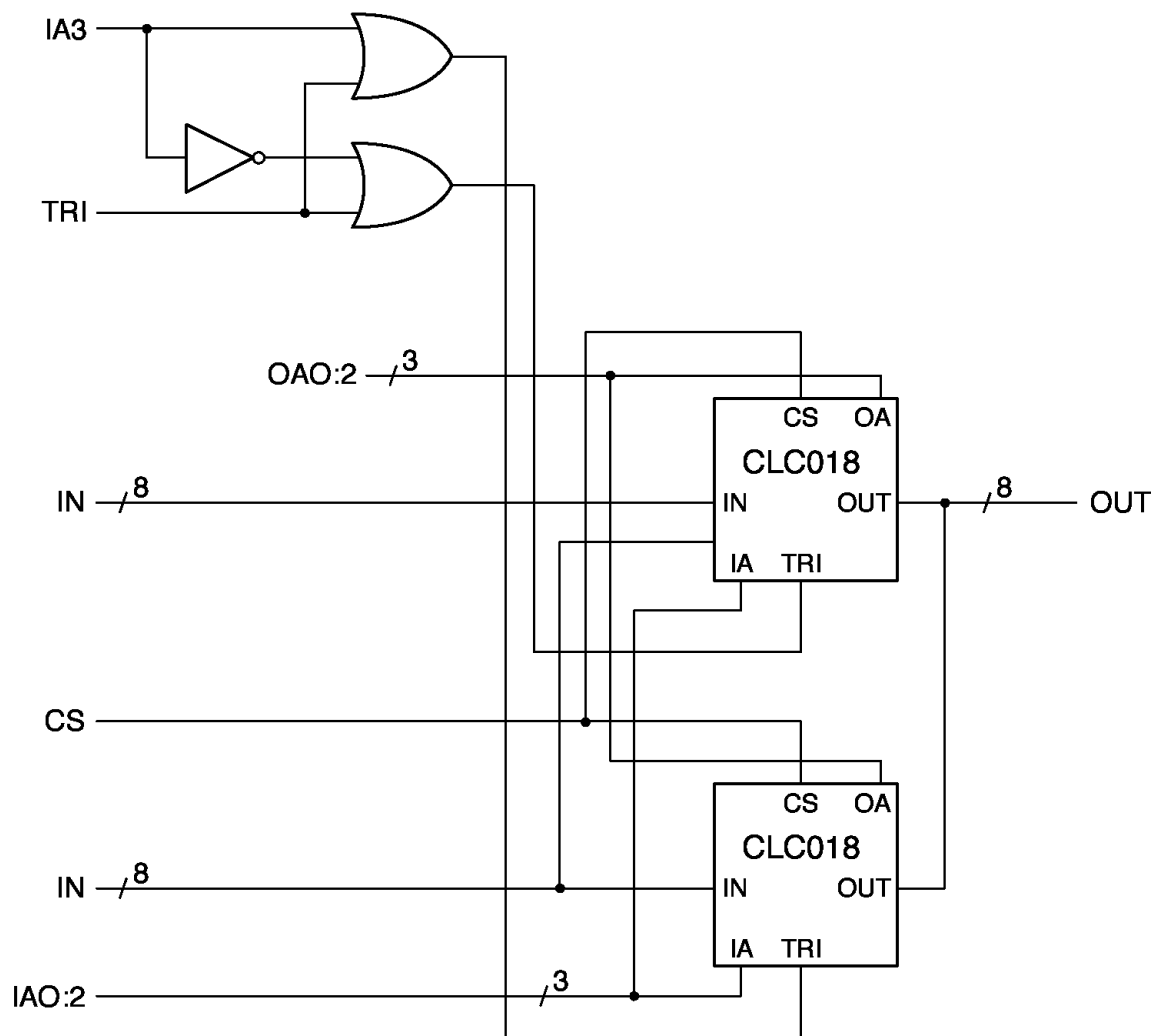 IA3
TRI
OAO:2
3
CS OA
CLC018
IN 8
IN OUT
8 OUT
IA TRI
CS
CS OA
CLC018
IN 8
IN OUT
IA TRI
IAO:2
3